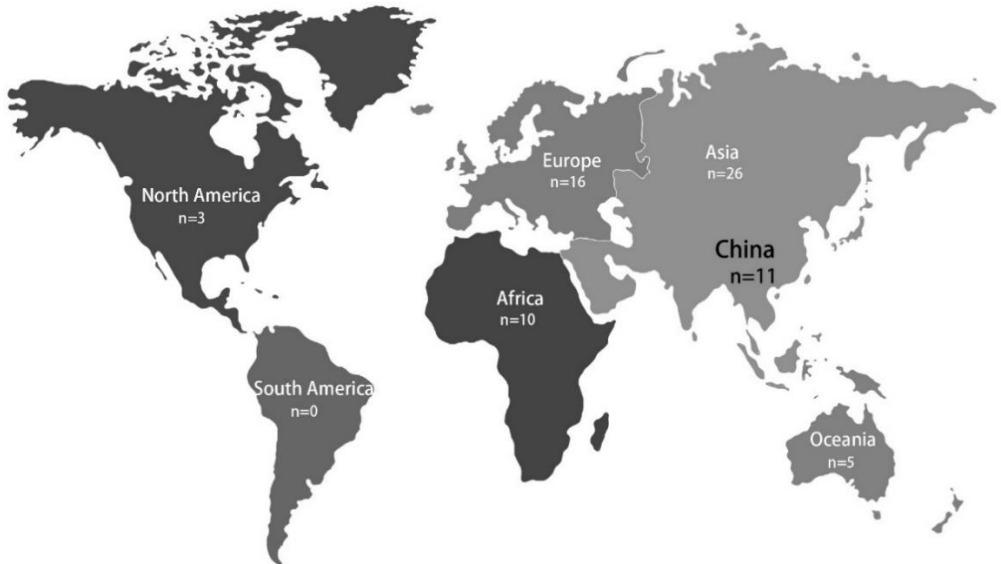 North America
n=3
Europe
n=16
Asia
n=26
China
n=11
Africa
n=10
South America
n=0
Oceania
n=5